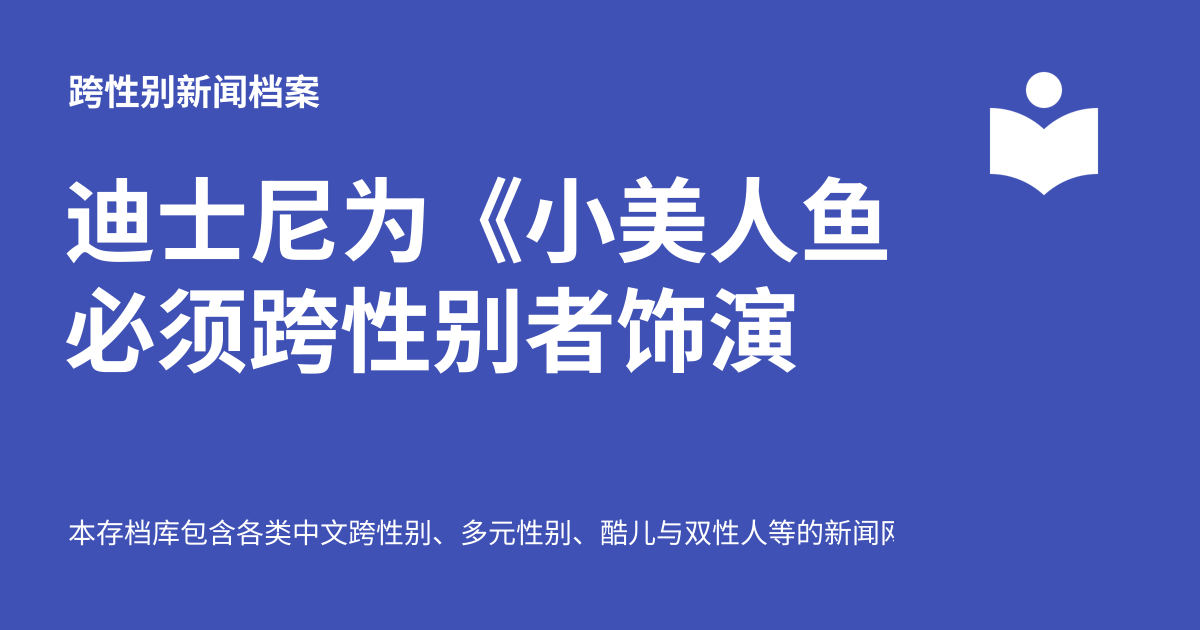 跨性别新闻档案
迪士尼为《小美人鱼
必须跨性别者饰演
本存档库包含各类中文跨性别、多元性别、酷儿与双性人等的新闻